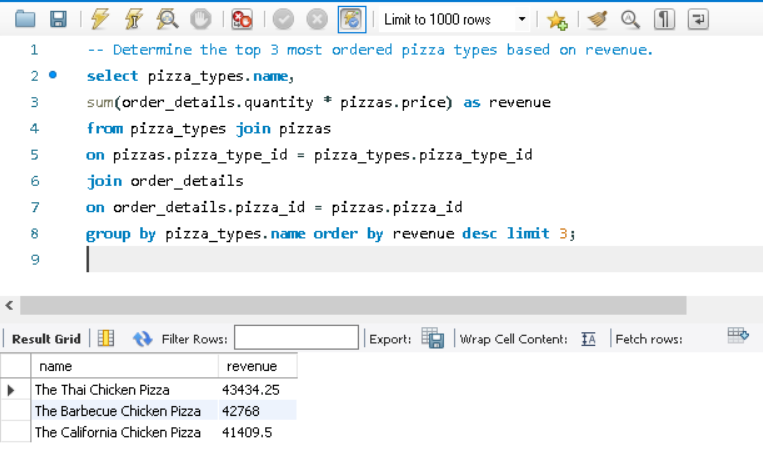 Limit to 1000 rows
1 -- Determine the top 3 most ordered pizza types based on revenue.
2 select pizza_types.name,
3 sum(order_details.quantity * pizzas.price) as revenue
4 from pizza_types join pizzas
5 on pizzas.pizza_type_id = pizza_types.pizza_type_id
6 join order_details
7 on order_details.pizza_id = pizzas.pizza_id
8 group by pizza_types.name order by revenue desc limit 3;
9
Result Grid Filter Rows: Export: Wrap Cell Content: Fetch rows:
name revenue
The Thai Chicken Pizza 43434.25
The Barbecue Chicken Pizza 42768
The California Chicken Pizza 41409.5